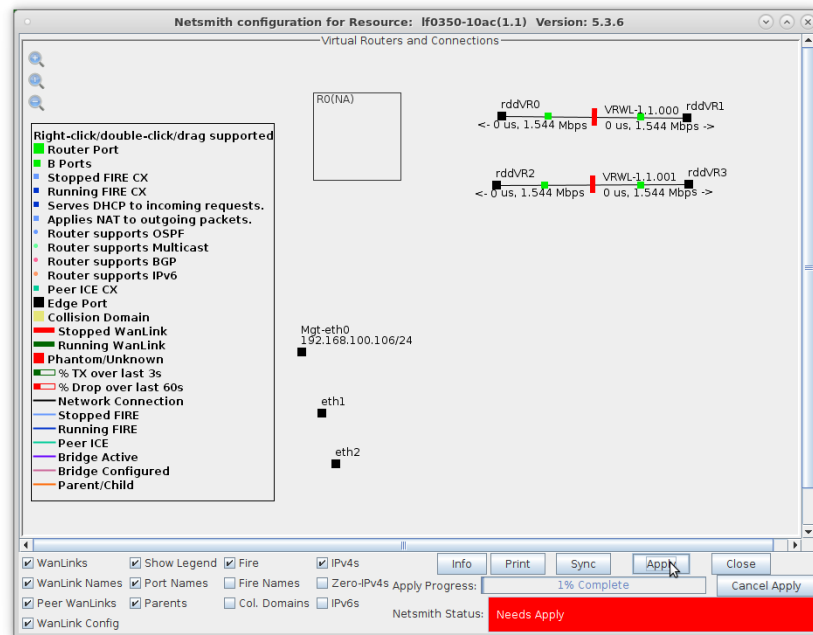 Netsmith configuration for Resource: lf0350-10ac(1.1) Version: 5.3.6
Virtual Routers and Connections
R0(NA)
rddVR0
VRWL-1.1.000
rddVR1
<- 0 us, 1.544 Mbps
0 us, 1.544 Mbps ->
rddVR2
VRWL-1.1.001
rddVR3
<- 0 us, 1.544 Mbps
0 us, 1.544 Mbps ->
Right-click/double-click/drag supported
Router Port
B Ports
Stopped FIRE CX
Running FIRE CX
Serves DHCP to incoming requests.
Applies NAT to outgoing packets.
Router supports OSPF
Router supports Multicast
Router supports BGP
Router supports IPv6
Peer ICE CX
Edge Port
Collision Domain
Stopped WanLink
Running WanLink
Phantom/Unknown
% TX over last 3s
% Drop over last 60s
Network Connection
Stopped FIRE
Running FIRE
Peer ICE
Bridge Active
Bridge Configured
Parent/Child
Mgt-eth0
192.168.100.106/24
eth1
eth2
WanLinks Show Legend Fire IPv4s Info Print Sync Apply Close
WanLink Names Port Names Fire Names Zero-IPv4s Apply Progress: 1% Complete Cancel Apply
Peer WanLinks Parents Col. Domains IPv6s Netsmith Status: Needs Apply
WanLink Config